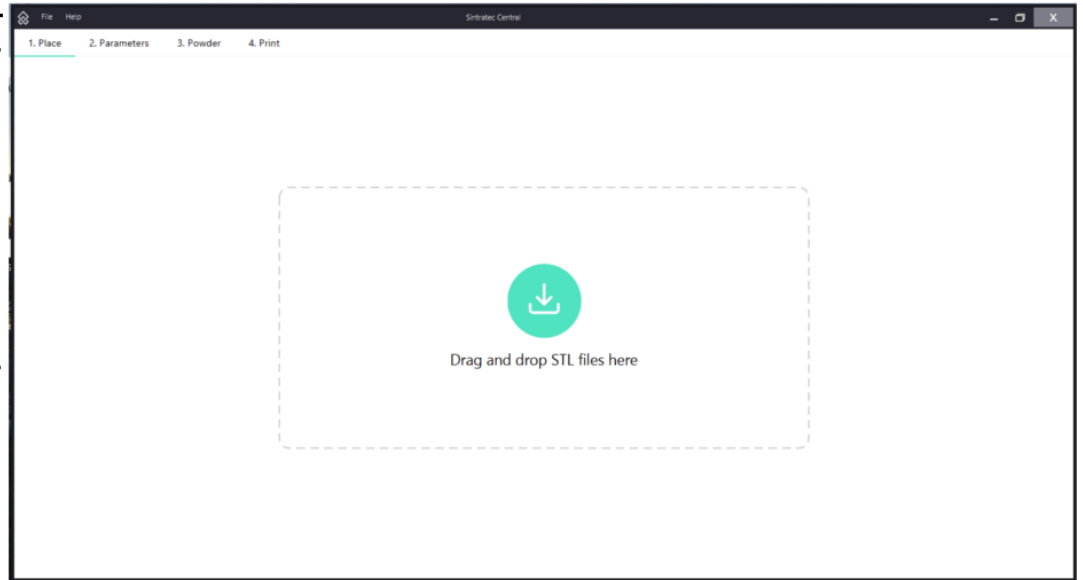 File Help Sintratec Central
1. Place 2. Parameters 3. Powder 4. Print
Drag and drop STL files here